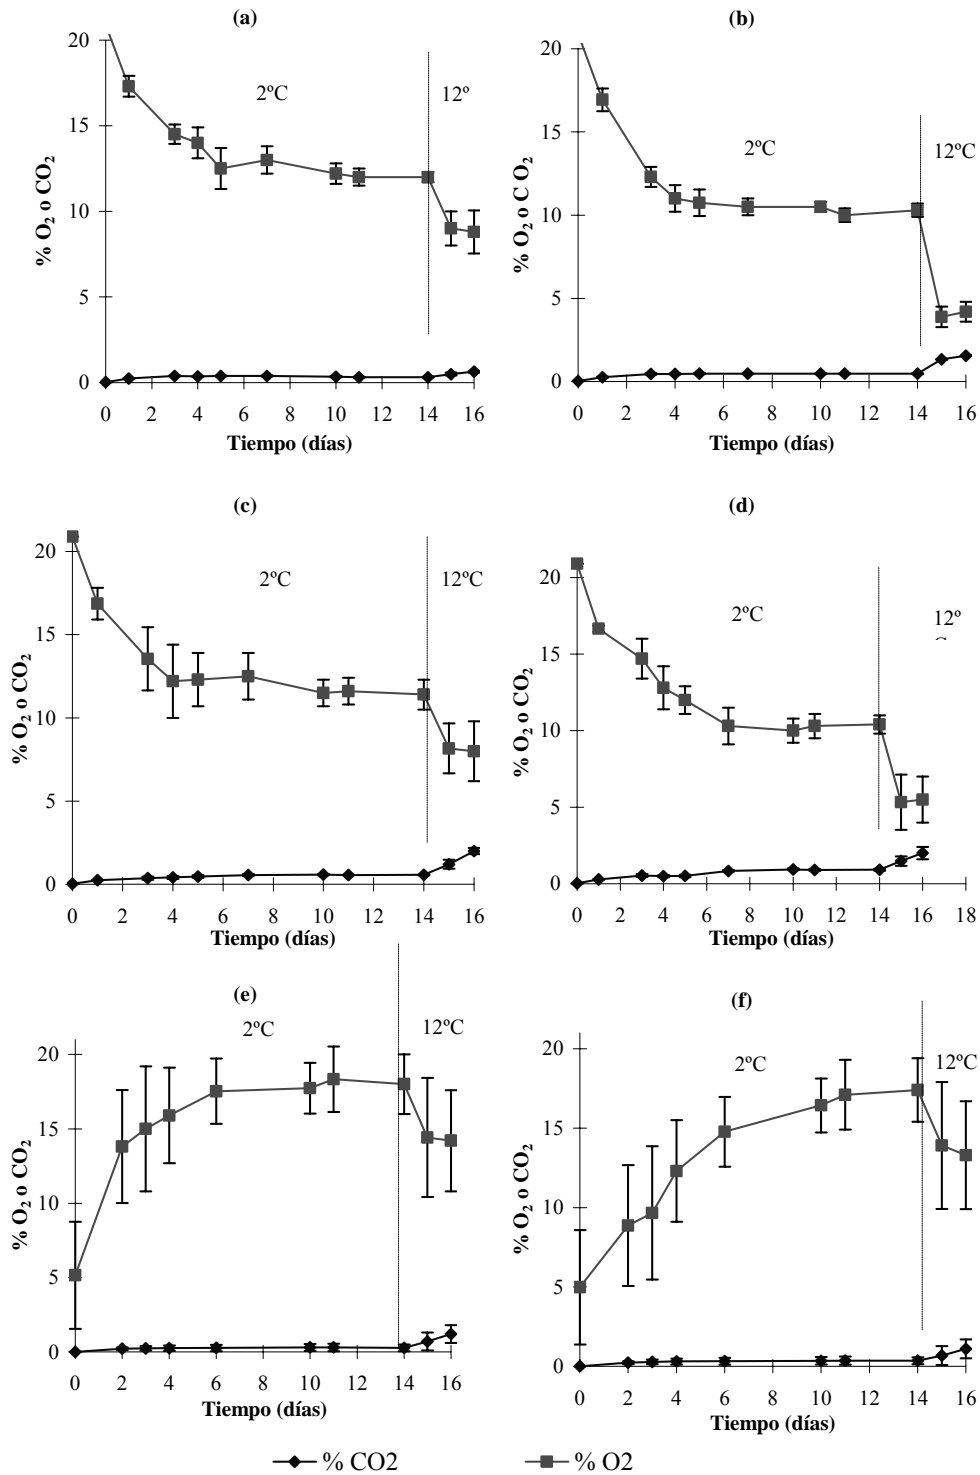 (a)
20
15
10
5
0
% O2 o CO2
2ºC
12º
0 2 4 6 8 10 12 14 16
Tiempo (días)
(b)
20
15
10
5
0
% O2 o C O2
2ºC
12ºC
0 2 4 6 8 10 12 14 16
Tiempo (días)
(c)
20
15
10
5
0
% O2 o CO2
2ºC
12ºC
0 2 4 6 8 10 12 14 16
Tiempo (días)
(d)
20
15
10
5
0
% O2 o CO2
2ºC
12º
0 2 4 6 8 10 12 14 16 18
Tiempo (días)
(e)
20
15
10
5
0
% O2 o CO2
2ºC
12ºC
0 2 4 6 8 10 12 14 16
Tiempo (días)
(f)
20
15
10
5
0
% O2 o CO2
2ºC
12ºC
0 2 4 6 8 10 12 14 16
Tiempo (días)
% CO2
% O2